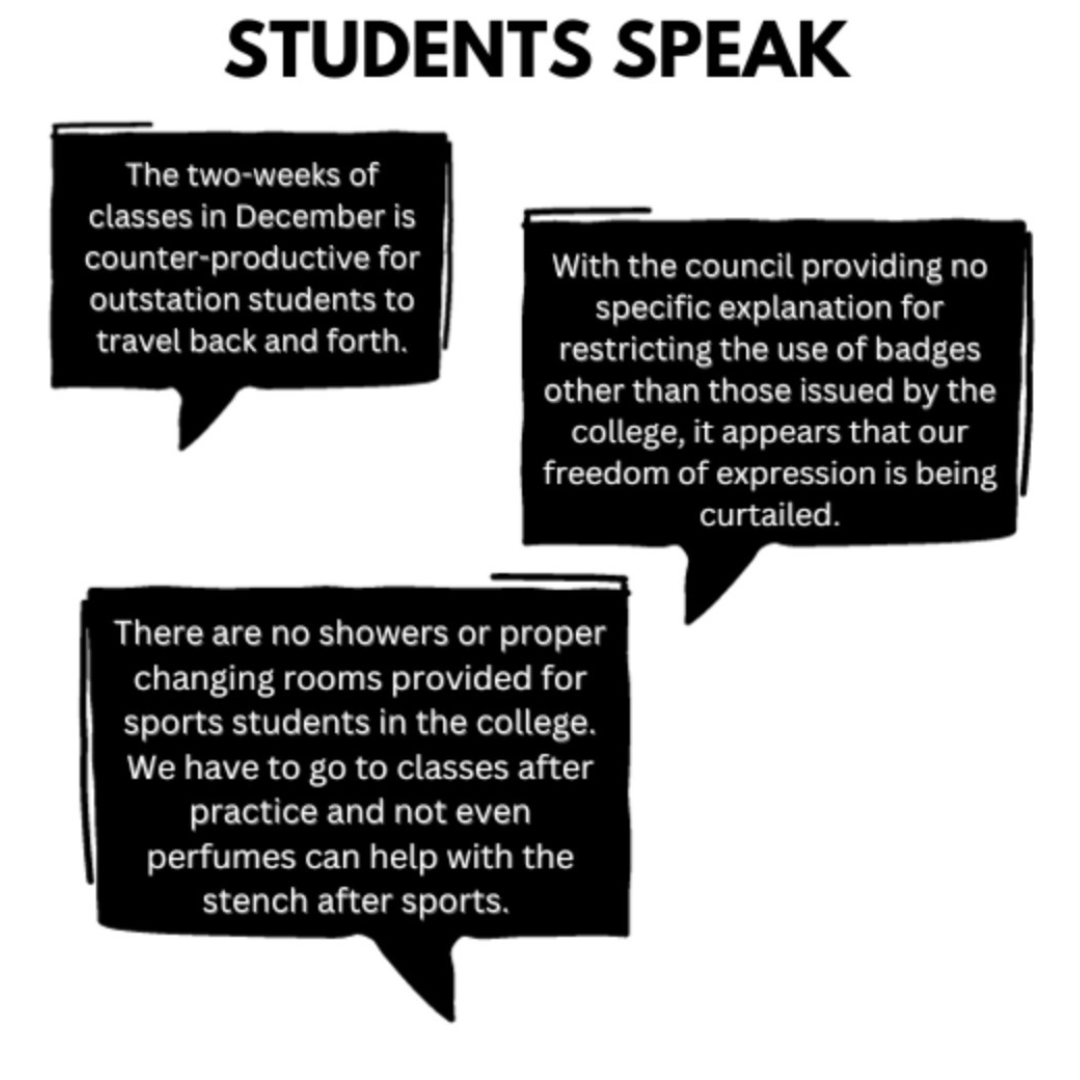 STUDENTS SPEAK
The two-weeks of
classes in December is
counter-productive for
outstation students to
travel back and forth.
With the council providing no
specific explanation for
restricting the use of badges
other than those issued by the
college, it appears that our
freedom of expression is being
curtailed.
There are no showers or proper
changing rooms provided for
sports students in the college.
We have to go to classes after
practice and not even
perfumes can help with the
stench after sports.